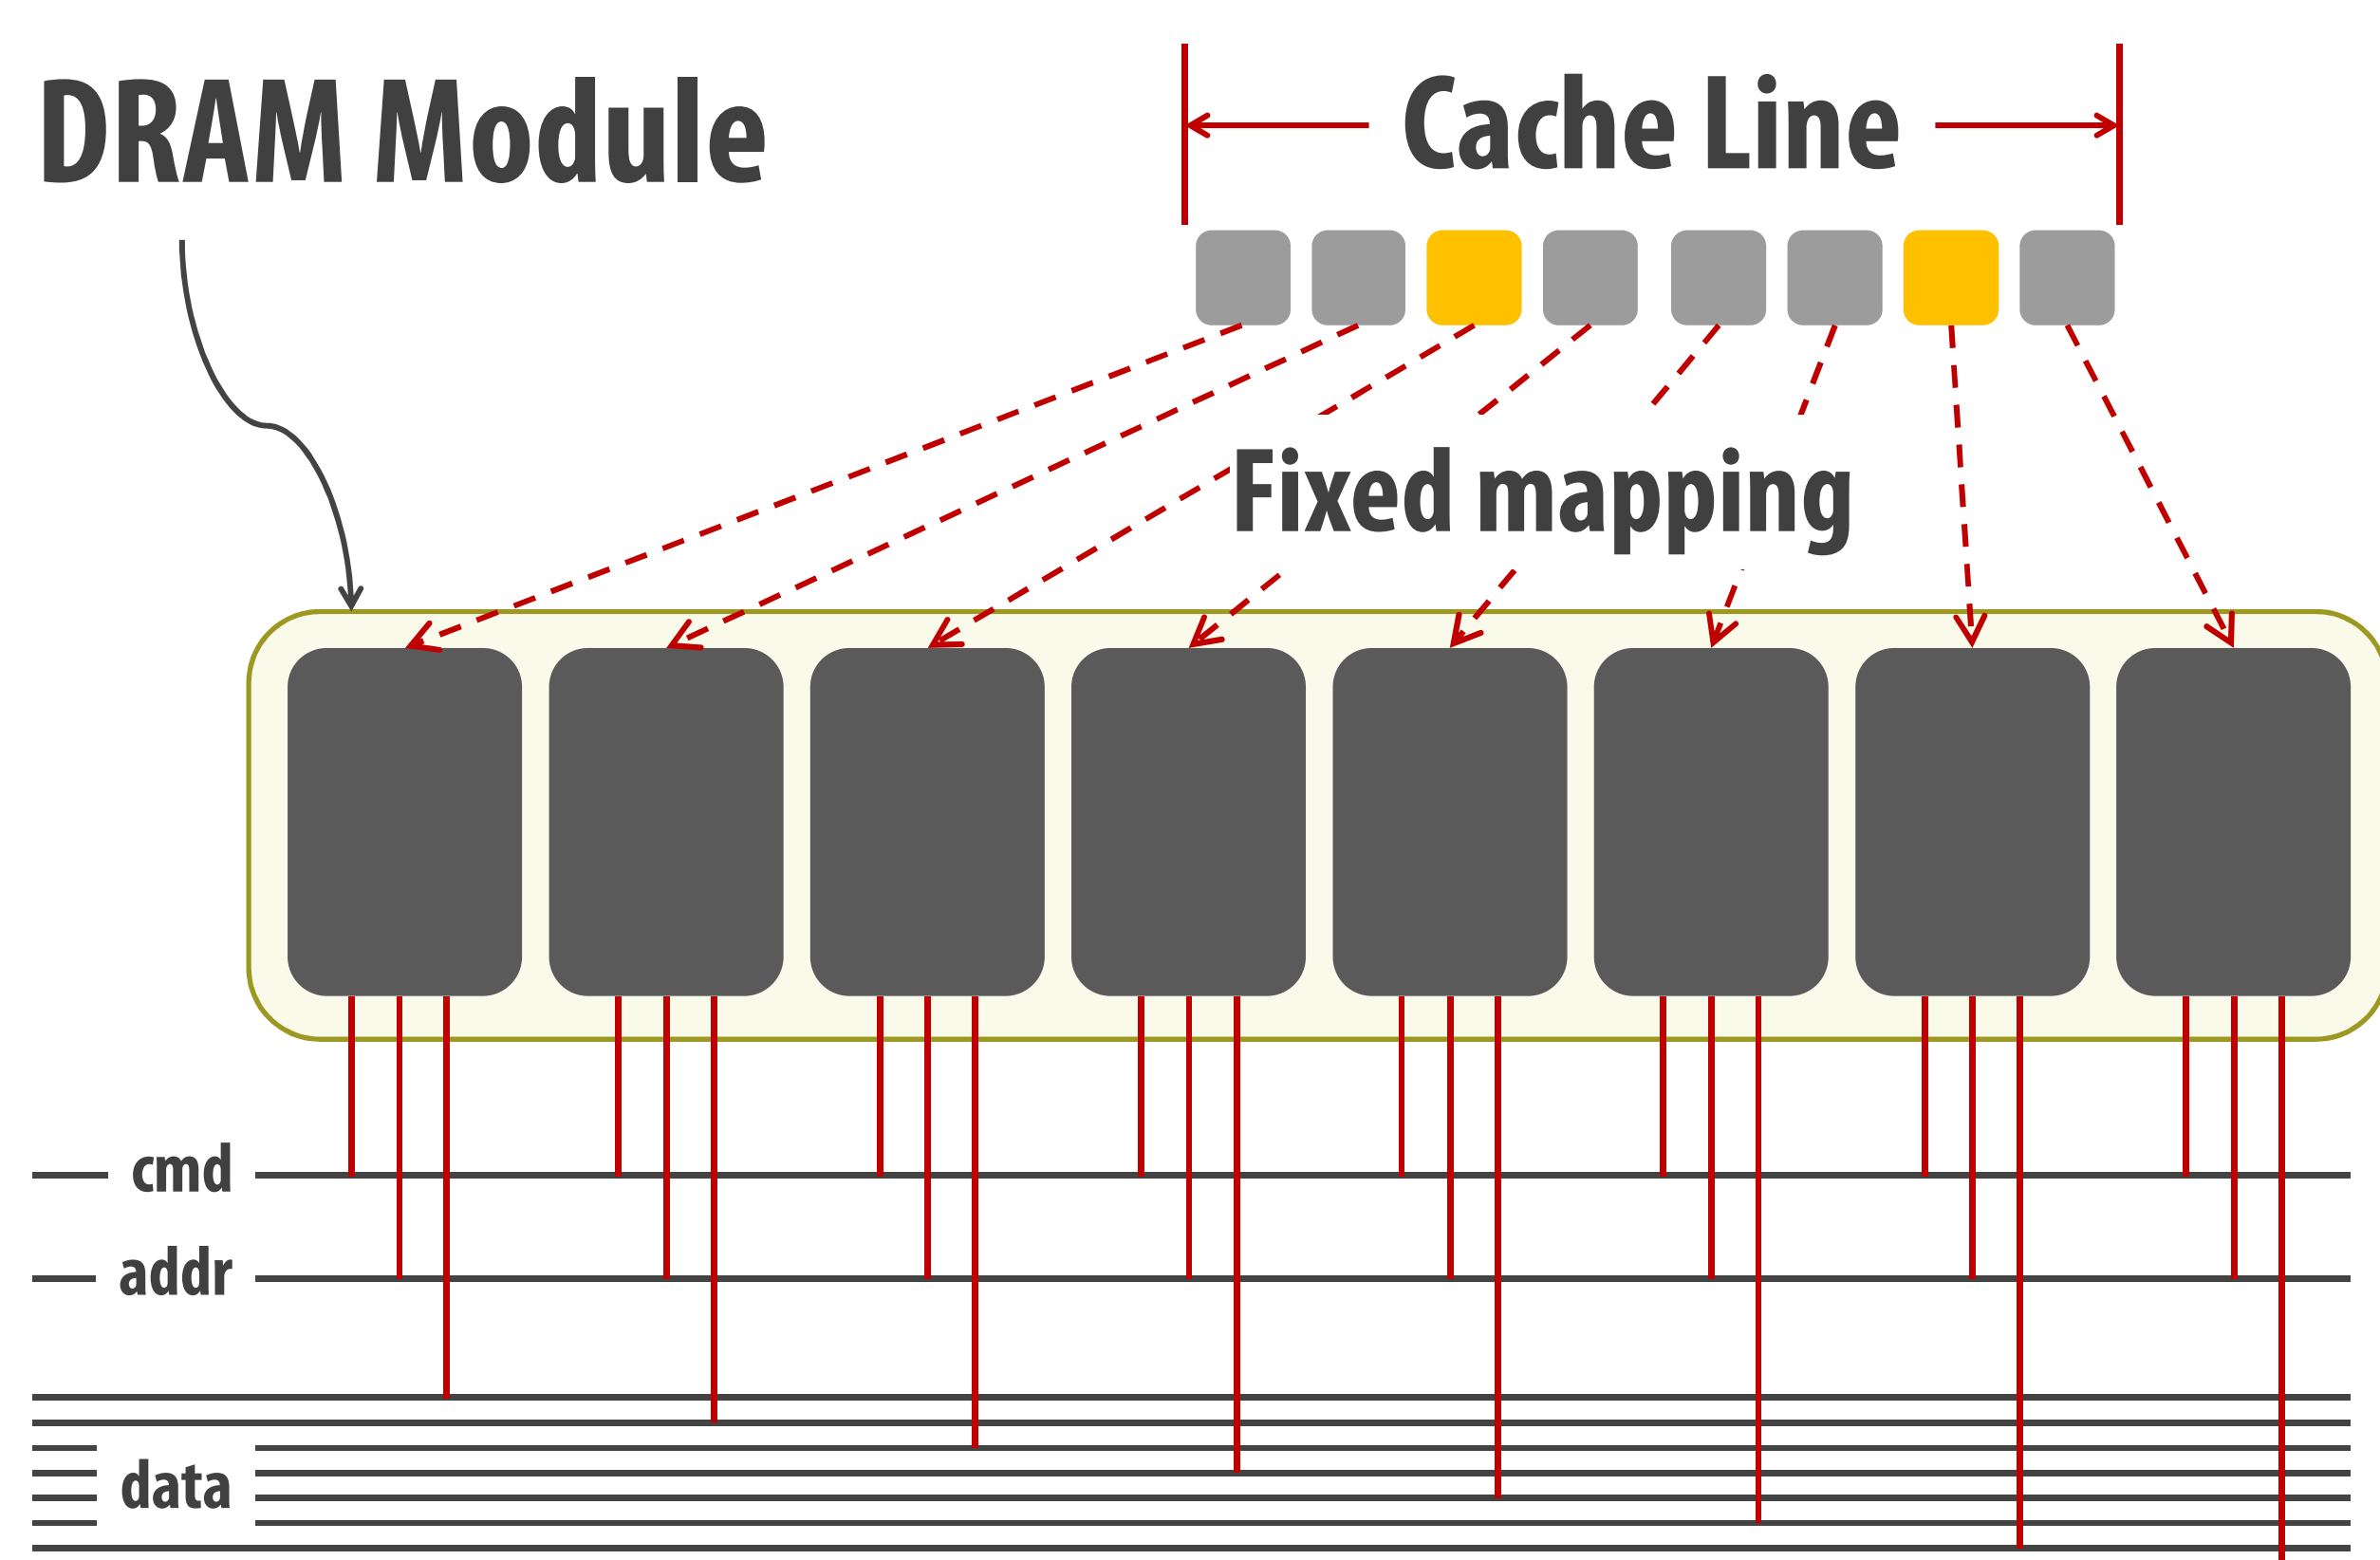 DRAM Module
Cache Line
Fixed mapping
cmd
addr
data